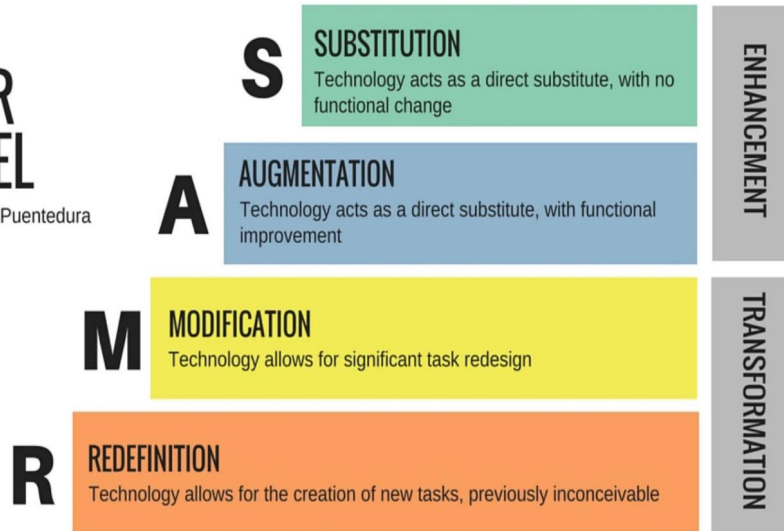 R
EL
Puentedura
S
SUBSTITUTION
Technology acts as a direct substitute, with no
functional change
A
AUGMENTATION
Technology acts as a direct substitute, with functional
improvement
ENHANCEMENT
M
MODIFICATION
Technology allows for significant task redesign
R
REDEFINITION
Technology allows for the creation of new tasks, previously inconceivable
TRANSFORMATION